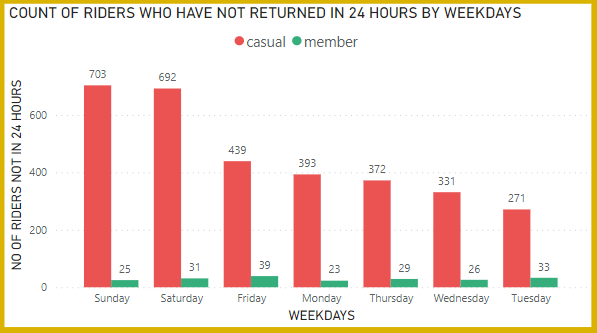 COUNT OF RIDERS WHO HAVE NOT RETURNED IN 24 HOURS BY WEEKDAYS
casual member
NO OF RIDERS NOT IN 24 HOURS
600
400
200
0
703 25
692 31
439 39
393 23
372 29
331 26
271 33
Sunday Saturday Friday Monday Thursday Wednesday Tuesday
WEEKDAYS